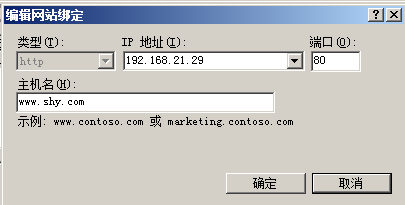 编辑网站绑定
类型(T): IP 地址(I): 端口(O):
http 192.168.21.29 80
主机名(H):
www.shy.com
示例: www.contoso.com 或 marketing.contoso.com
确定 取消